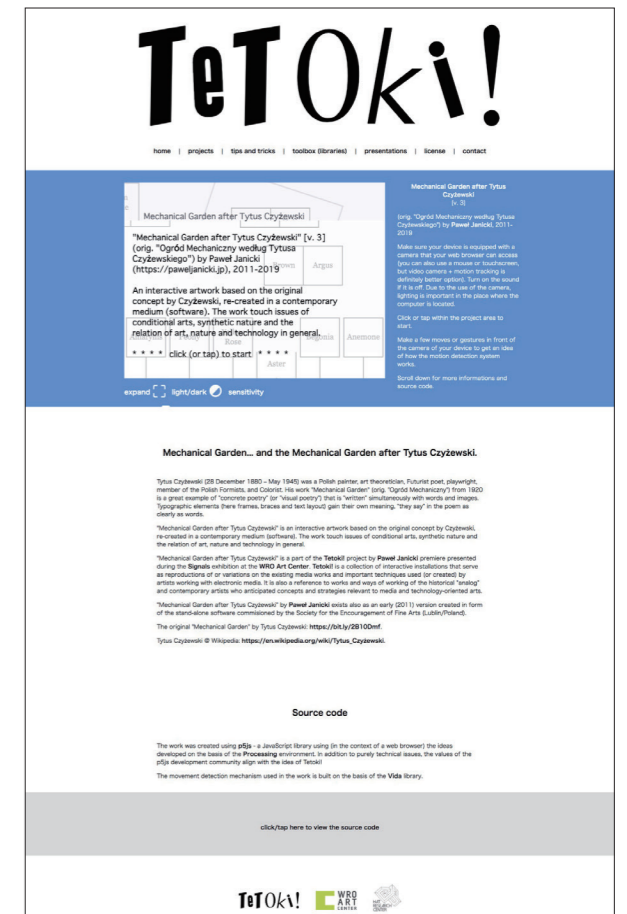 TeTOki!
home | projects | tips and tricks | toolbox (libraries) | presentations | license | contact
Mechanical Garden after Tytus Czyżewski
"Mechanical Garden after Tytus Czyżewski" [v. 3]
(orig. "Ogród Mechaniczny według Tytusa
Czyżewskiego") by Paweł Janicki
(https://paweljanicki.jp), 2011-2019
Brown
Argus
An interactive artwork based on the original
concept by Czyżewski, re-created in a contemporary
medium (software). The work touch issues of
conditional arts, synthetic nature and the
relation of art, nature and technology in general.
Rose
Begonia
Anemone
* * * * click (or tap) to start * * * *
Aster
expand light/dark sensitivity
Mechanical Garden after Tytus
Czyżewski
[v. 3]
(orig. "Ogród Mechaniczny według Tytusa
Czyżewskiego") by Paweł Janicki, 2011-
2019
Make sure your device is equipped with a
camera that your web browser can access
(you can also use a mouse or touchscreen,
but video camera + motion tracking is
definitely better option). Turn on the sound
if it is off. Due to the use of the camera,
lighting is important in the place where the
computer is located.
Click or tap within the project area to
start.
Make a few moves or gestures in front of
the camera of your device to get an idea
of how the motion detection system
works.
Scroll down for more informations and
source code.
Mechanical Garden... and the Mechanical Garden after Tytus Czyżewski.
Tytus Czyżewski (28 December 1880 – May 1945) was a Polish painter, art theoretician, Futurist poet, playwright,
member of the Polish Formists, and Colorist. His work "Mechanical Garden" (orig. "Ogród Mechaniczny") from 1920
is a great example of "concrete poetry" (or "visual poetry") that is "written" simultaneously with words and images.
Typographic elements (here frames, braces and text layout) gain their own meaning, "they say" in the poem as
clearly as words.
"Mechanical Garden after Tytus Czyżewski" is an interactive artwork based on the original concept by Czyżewski,
re-created in a contemporary medium (software). The work touch issues of conditional arts, synthetic nature and
the relation of art, nature and technology in general.
"Mechanical Garden after Tytus Czyżewski" is a part of the Tetoki! project by Paweł Janicki premiere presented
during the Signals exhibition at the WRO Art Center. Tetoki! is a collection of interactive installations that serve
as reproductions of or variations on the existing media works and important techniques used (or created) by
artists working with electronic media. It is also a reference to works and ways of working of the historical "analog"
and contemporary artists who anticipated concepts and strategies relevant to media and technology-oriented arts.
"Mechanical Garden after Tytus Czyżewski" by Paweł Janicki exists also as an early (2011) version created in form
of the stand-alone software commisioned by the Society for the Encouragement of Fine Arts (Lublin/Poland).
The original "Mechanical Garden" by Tytus Czyżewski: https://bit.ly/2B10Dmf.
Tytus Czyżewski @ Wikipedia: https://en.wikipedia.org/wiki/Tytus_Czyżewski.
Source code
The work was created using p5js - a JavaScript library using (in the context of a web browser) the ideas
developed on the basis of the Processing environment. In addition to purely technical issues, the values of the
p5js development community align with the idea of Tetoki!
The movement detection mechanism used in the work is built on the basis of the Vida library.
click/tap here to view the source code
TeTOki!
WRO
ART
CENTER